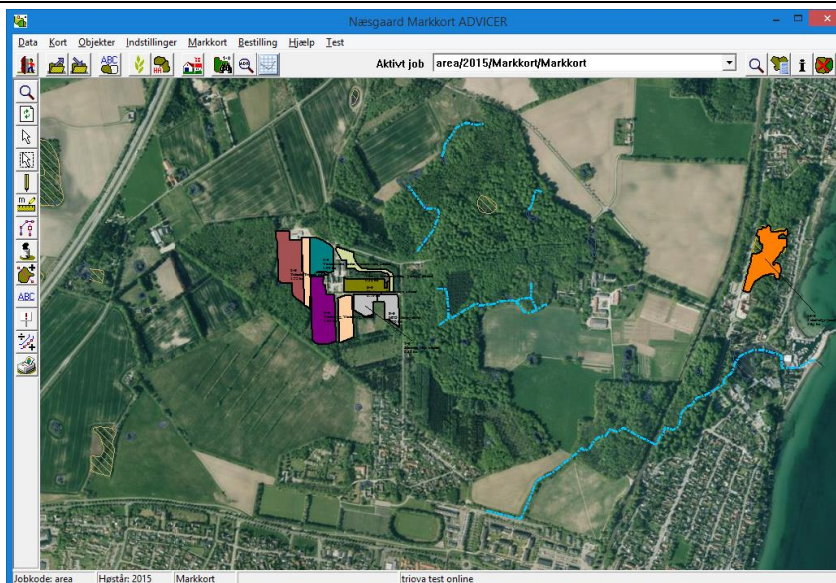 Næsgaard Markkort ADVICER
Data Kort Objekter Indstillinger Markkort Bestilling Hjælp Test
ABC
HA
Aktivt job area/2015/Markkort/Markkort
i
m
ABC
Jobkode: area Høstår: 2015 Markkort triova test online